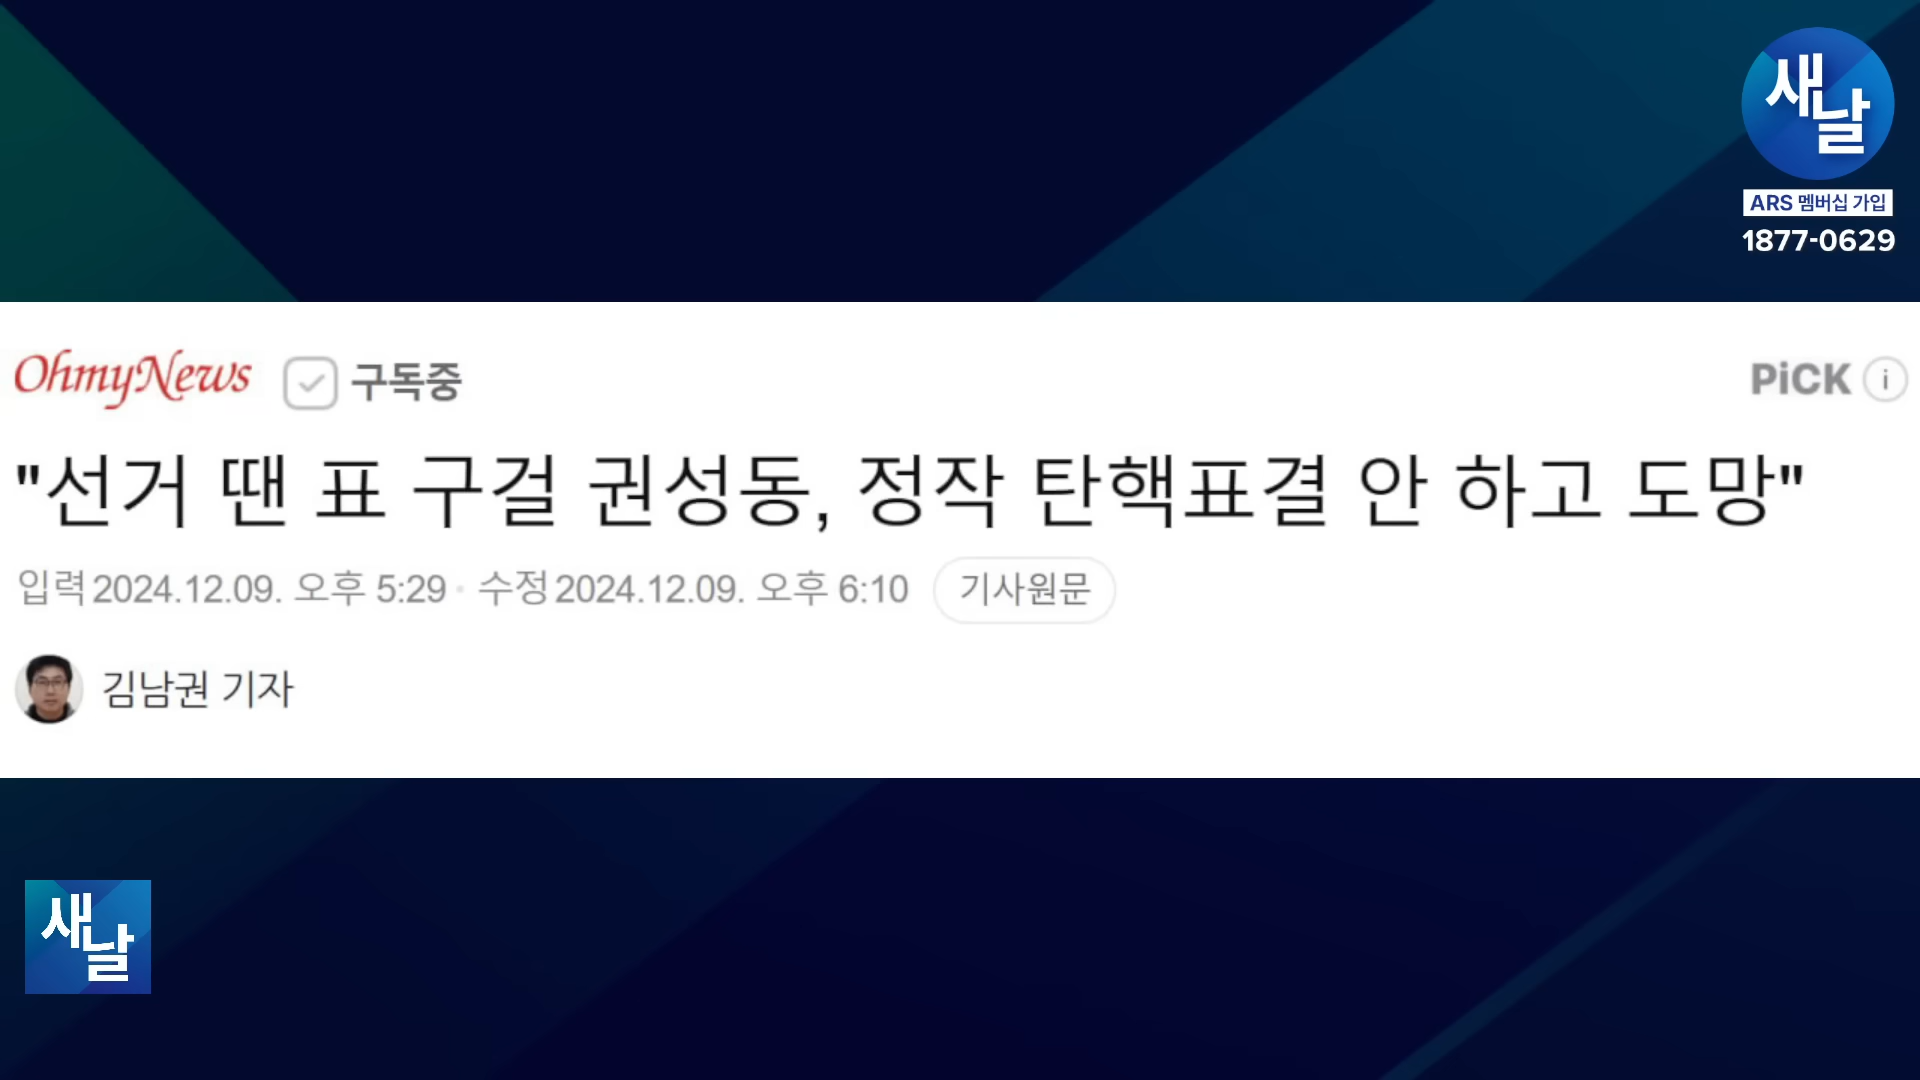 새날
ARS 멤버십 가입
1877-0629
OhmyNews 구독중 PiCK i
"선거 땐 표 구걸 권성동, 정작 탄핵표결 안 하고 도망"
입력 2024.12.09. 오후 5:29 · 수정 2024.12.09. 오후 6:10 기사원문
김남권 기자
새날